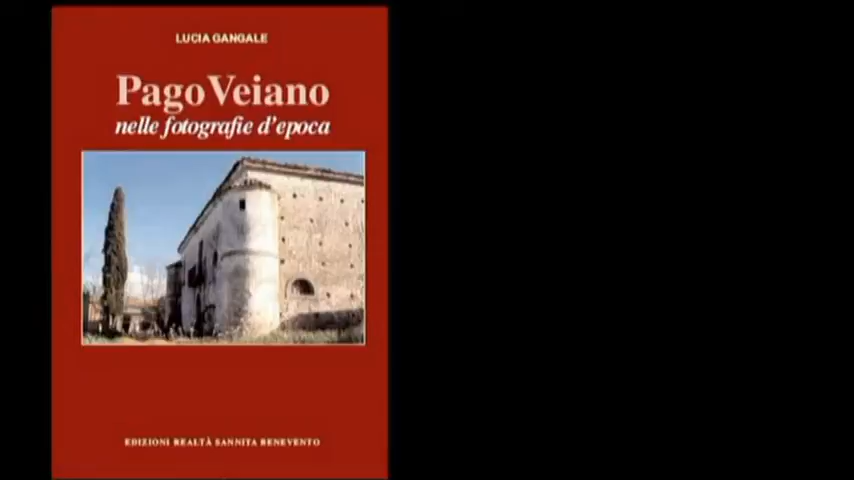 LUCIA GANGALE
Pago Veiano
nelle fotografie d'epoca
EDIZIONI REALTÀ SANNITA BENEVENTO